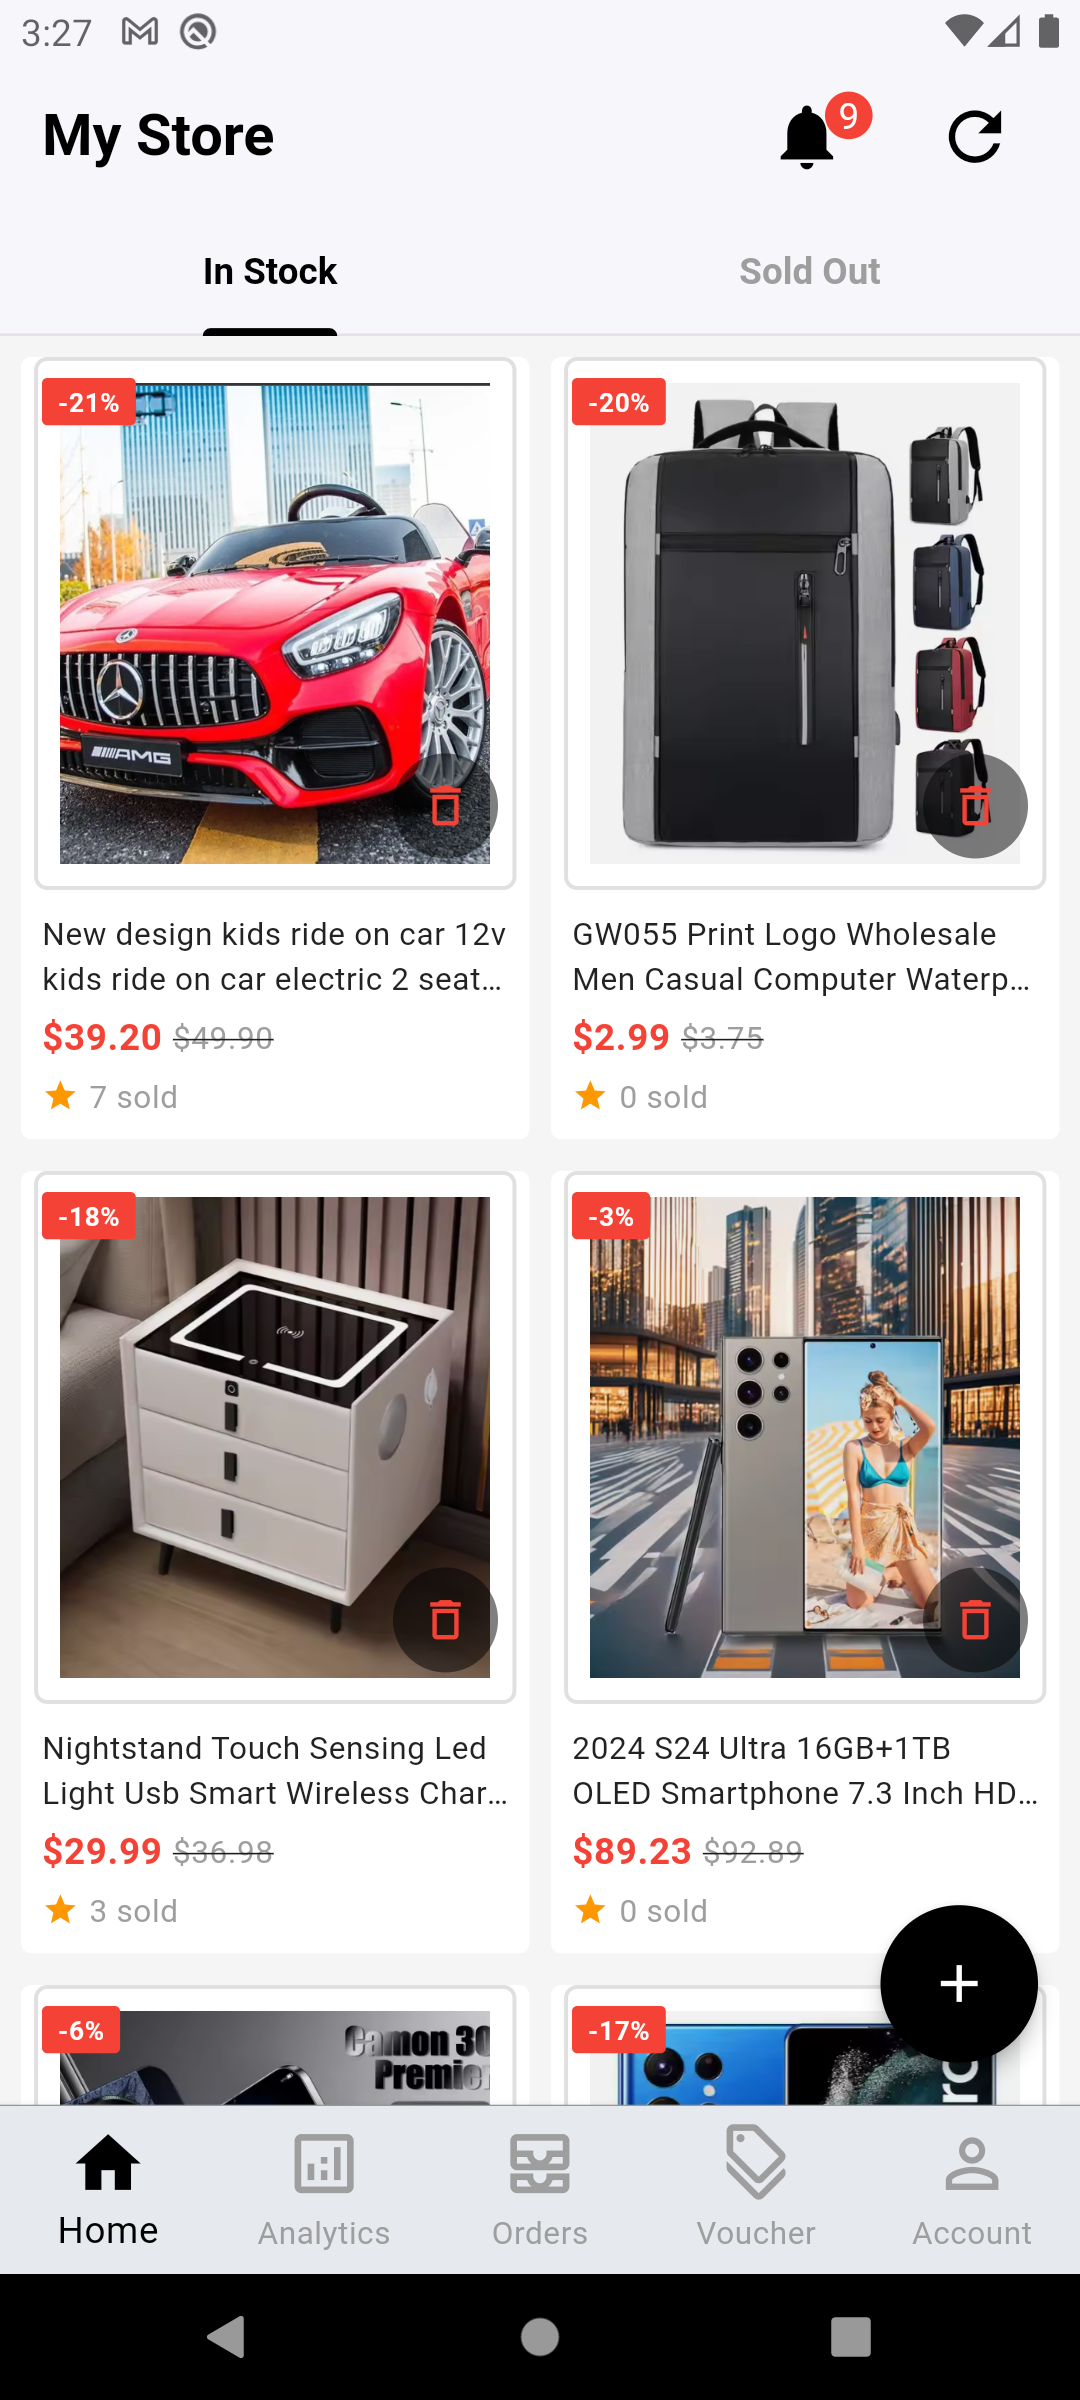 3:27
My Store
9
In Stock
Sold Out
-21%
AMG
-20%
New design kids ride on car 12v
kids ride on car electric 2 seat...
$39.20 $49.90
7 sold
GW055 Print Logo Wholesale
Men Casual Computer Waterp...
$2.99 $3.75
0 sold
-18%
-3%
Nightstand Touch Sensing Led
Light Usb Smart Wireless Char...
$29.99 $36.98
3 sold
2024 S24 Ultra 16GB+1TB
OLED Smartphone 7.3 Inch HD...
$89.23 $92.89
0 sold
-6%
Camon 30
Premier
-17%
Home
Analytics
Orders
Voucher
Account